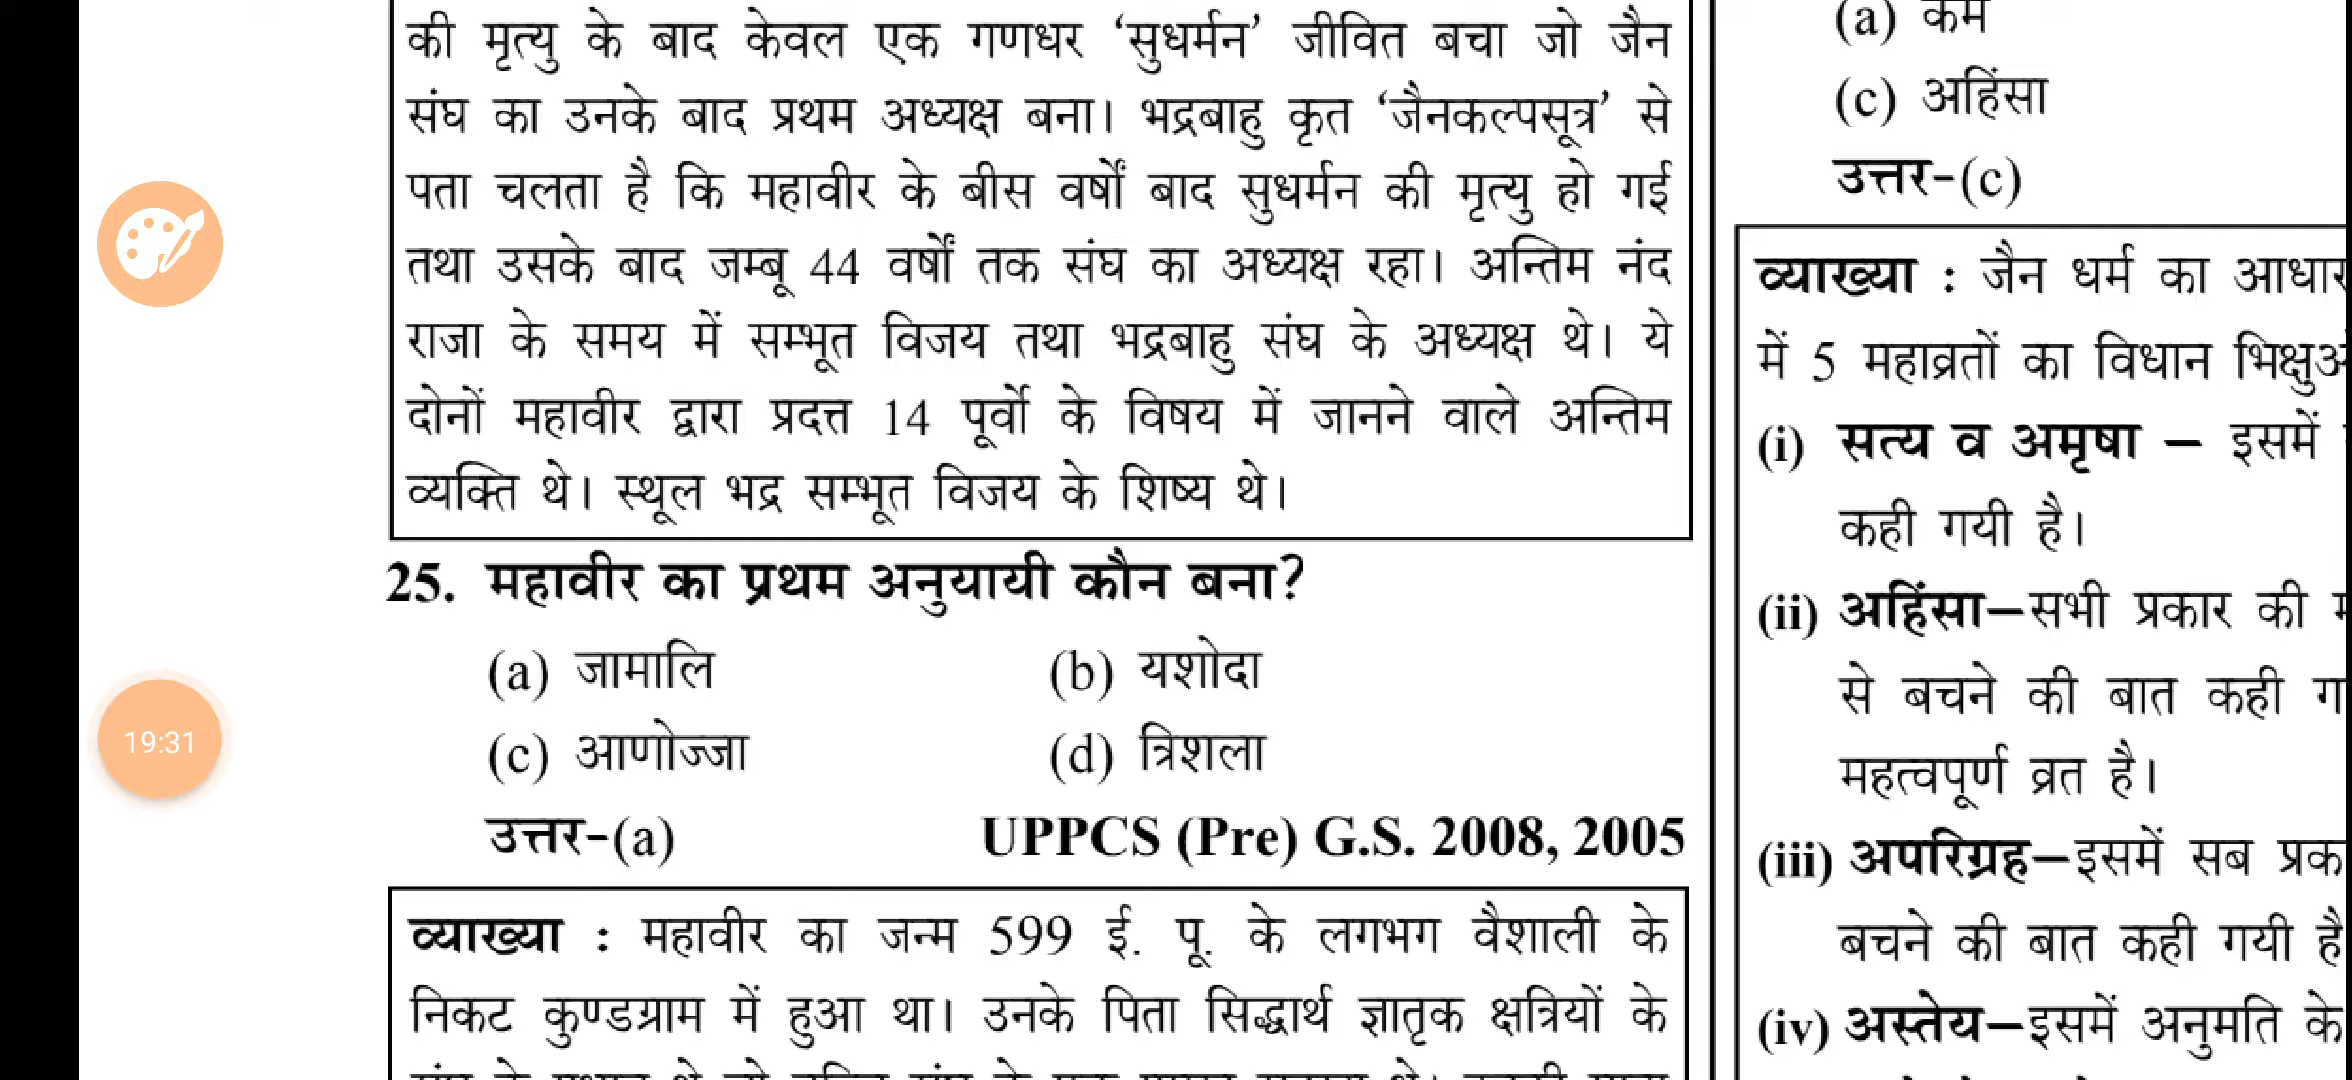 की मृत्यु के बाद केवल एक गणधर ‘सुधर्मन’ जीवित बचा जो जैन
संघ का उनके बाद प्रथम अध्यक्ष बना। भद्रबाहु कृत ‘जैनकल्पसूत्र’ से
पता चलता है कि महावीर के बीस वर्षों बाद सुधर्मन की मृत्यु हो गई
तथा उसके बाद जम्बू 44 वर्षों तक संघ का अध्यक्ष रहा। अन्तिम नंद
राजा के समय में सम्भूत विजय तथा भद्रबाहु संघ के अध्यक्ष थे। ये
दोनों महावीर द्वारा प्रदत्त 14 पूर्वो के विषय में जानने वाले अन्तिम
व्यक्ति थे। स्थूल भद्र सम्भूत विजय के शिष्य थे।
25. महावीर का प्रथम अनुयायी कौन बना?
(a) जामालि (b) यशोदा
(c) आणोज्जा (d) त्रिशला
उत्तर-(a) UPPCS (Pre) G.S. 2008, 2005
व्याख्या : महावीर का जन्म 599 ई. पू. के लगभग वैशाली के
निकट कुण्डग्राम में हुआ था। उनके पिता सिद्धार्थ ज्ञातृक क्षत्रियों के
(a) कर्म
(c) अहिंसा
उत्तर-(c)
व्याख्या : जैन धर्म का आधार
में 5 महाव्रतों का विधान
(i) सत्य व अमृषा – इसमें
कही गयी है।
(ii) अहिंसा–सभी प्रकार की
से बचने की बात कही
महत्वपूर्ण व्रत है।
(iii) अपरिग्रह–इसमें सब
बचने की बात कही गयी है
(iv) अस्तेय–इसमें अनुमति के
19:31